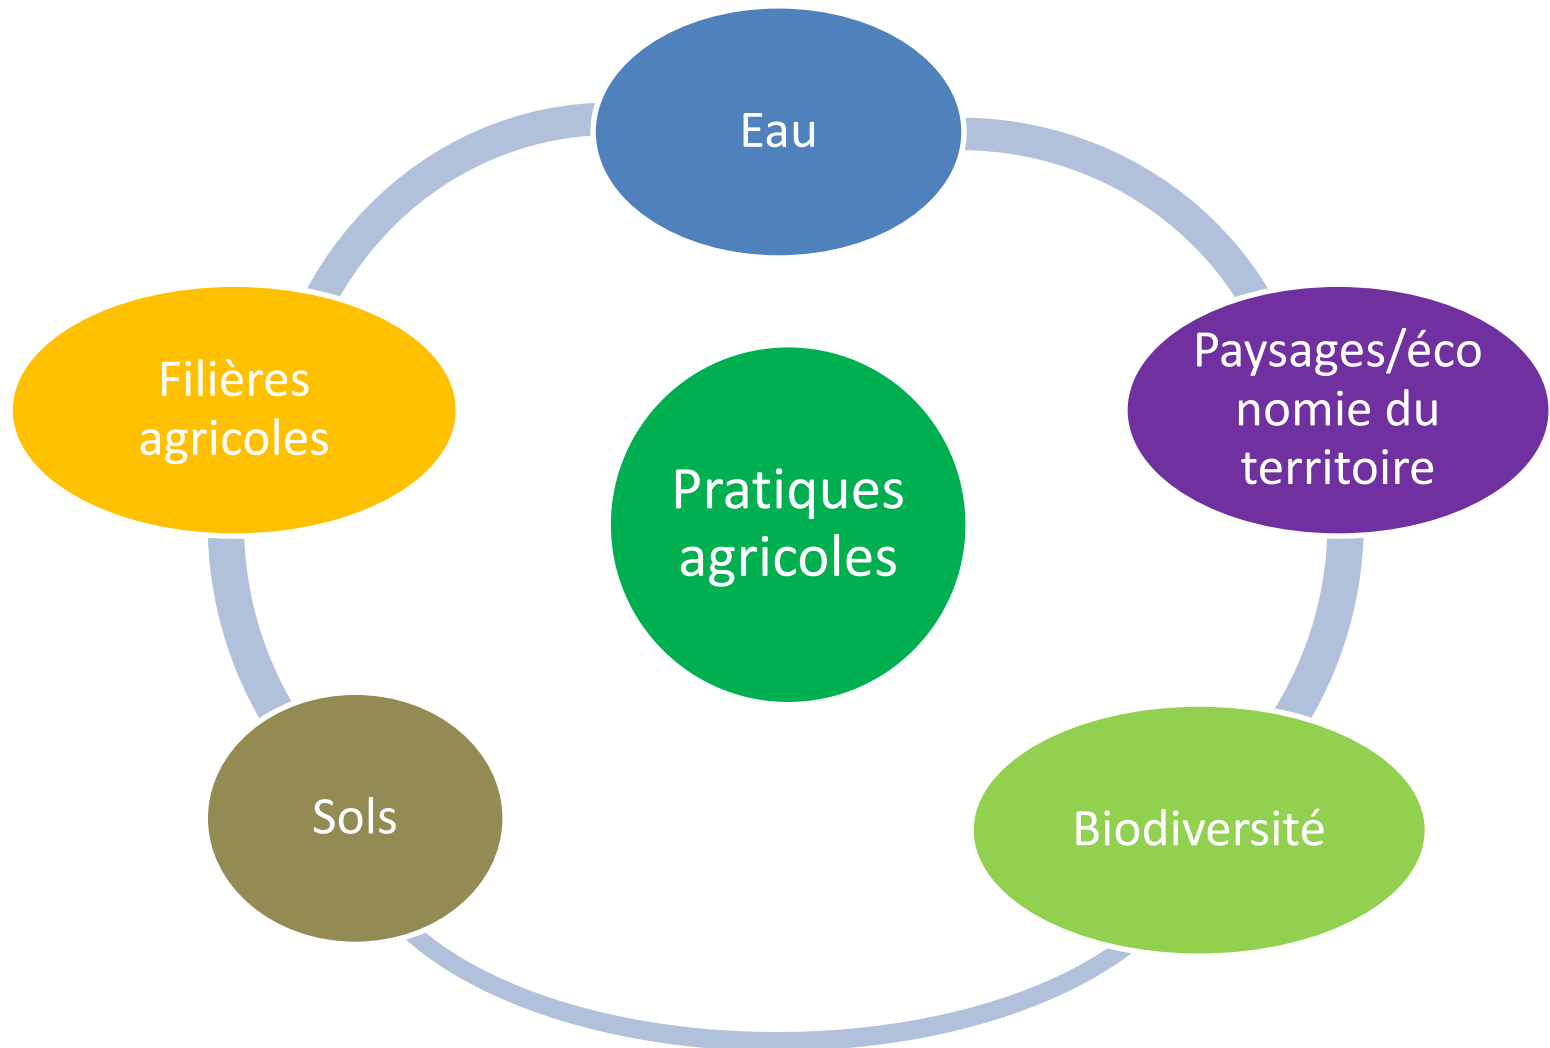 Eau
Paysages/éco
nomie du
territoire
Filières
agricoles
Pratiques
agricoles
Sols
Biodiversité